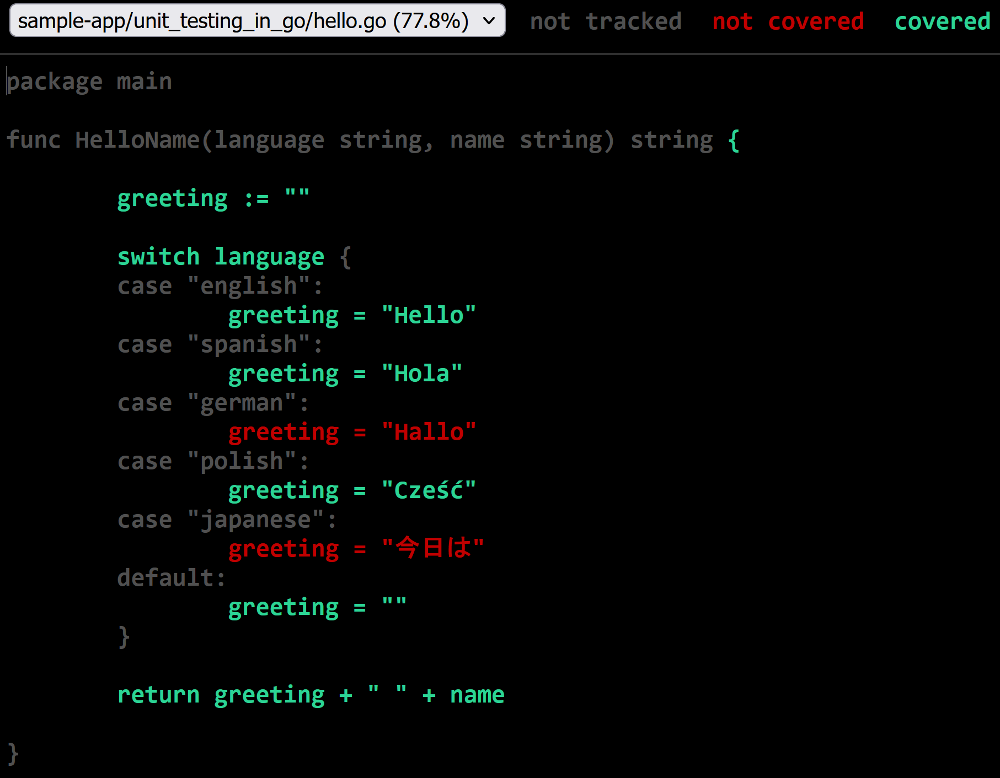 sample-app/unit_testing_in_go/hello.go (77.8%) not tracked not covered covered
package main
func HelloName(language string, name string) string {
greeting := ""
switch language {
case "english":
greeting = "Hello"
case "spanish":
greeting = "Hola"
case "german":
greeting = "Hallo"
case "polish":
greeting = "Cześć"
case "japanese":
greeting = "今日は"
default:
greeting = ""
}
return greeting + " " + name
}